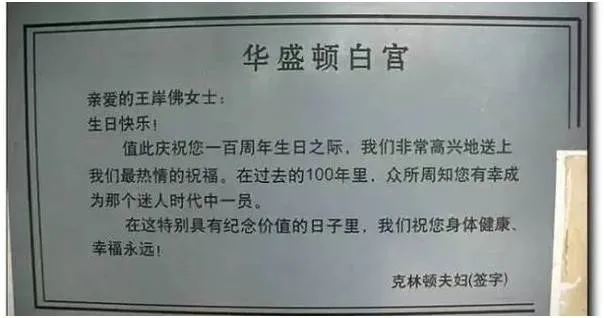 华盛顿白宫
亲爱的王岸佛女士：
生日快乐！
值此庆祝您一百周年生日之际，我们非常高兴地送上
我们最热情的祝福。在过去的100年里，众所周知您有幸成
为那个迷人时代中一员。
在这特别具有纪念价值的日子里，我们祝您身体健康、
幸福永远！
克林顿夫妇(签字)